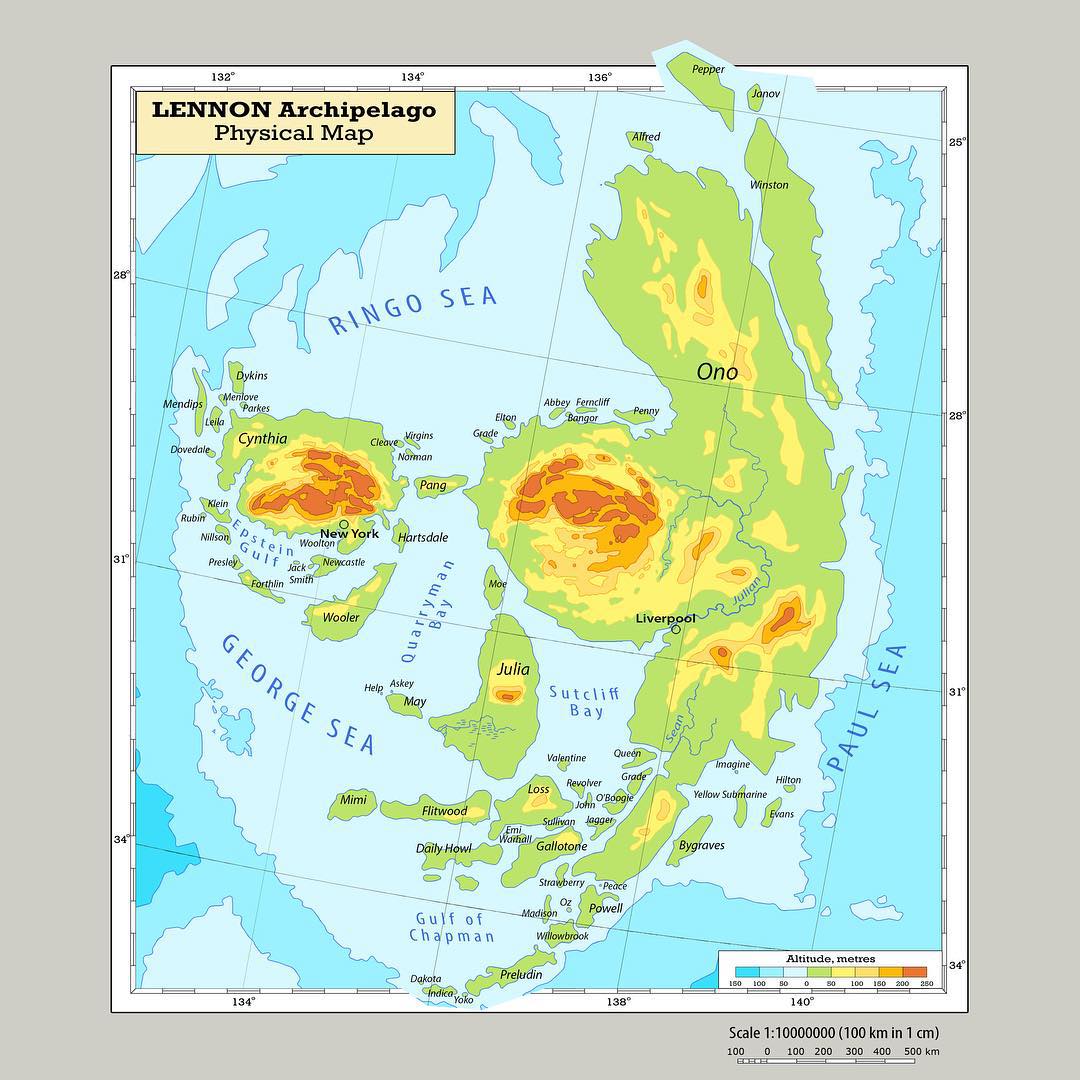 132°
134°
136°
LENNON Archipelago
Physical Map
Pepper
Janov
Alfred
25°
Winston
28°
RINGO SEA
Ono
Dykins
Menlove
Mendips
Parkes
Leila
Cynthia
Dovedale
Cleave
Virgins
Norman
Grade
Elton
Abbey
Ferncliff
Bangor
Penny
28°
Pang
Klein
Rubin
Nillson
Epstein
Gulf
New York
Woolton
Hartsdale
31°
Presley
Jack
Smith
Newcastle
Forthlin
Wooler
Quarryman
Bay
Moe
Julian
Liverpool
GEORGE SEA
Julia
Help
Askey
May
Sutcliff
Bay
31°
Sean
PAUL SEA
Valentine
Queen
Grade
Imagine
Hilton
Revolver
Mimi
Flitwood
Loss
John
O'Boogie
Yellow Submarine
Evans
Sullivan
Jagger
34°
Emi
Warhall
Daily Howl
Gallotone
Bygraves
Strawberry
Peace
Oz
Madison
Powell
Gulf of
Chapman
Willowbrook
Dakota
Indica
Yoko
Preludin
Altitude, metres
150 100 50 0 50 100 150 200 250
34°
134°
138°
140°
Scale 1:10000000 (100 km in 1 cm)
100 0 100 200 300 400 500 km